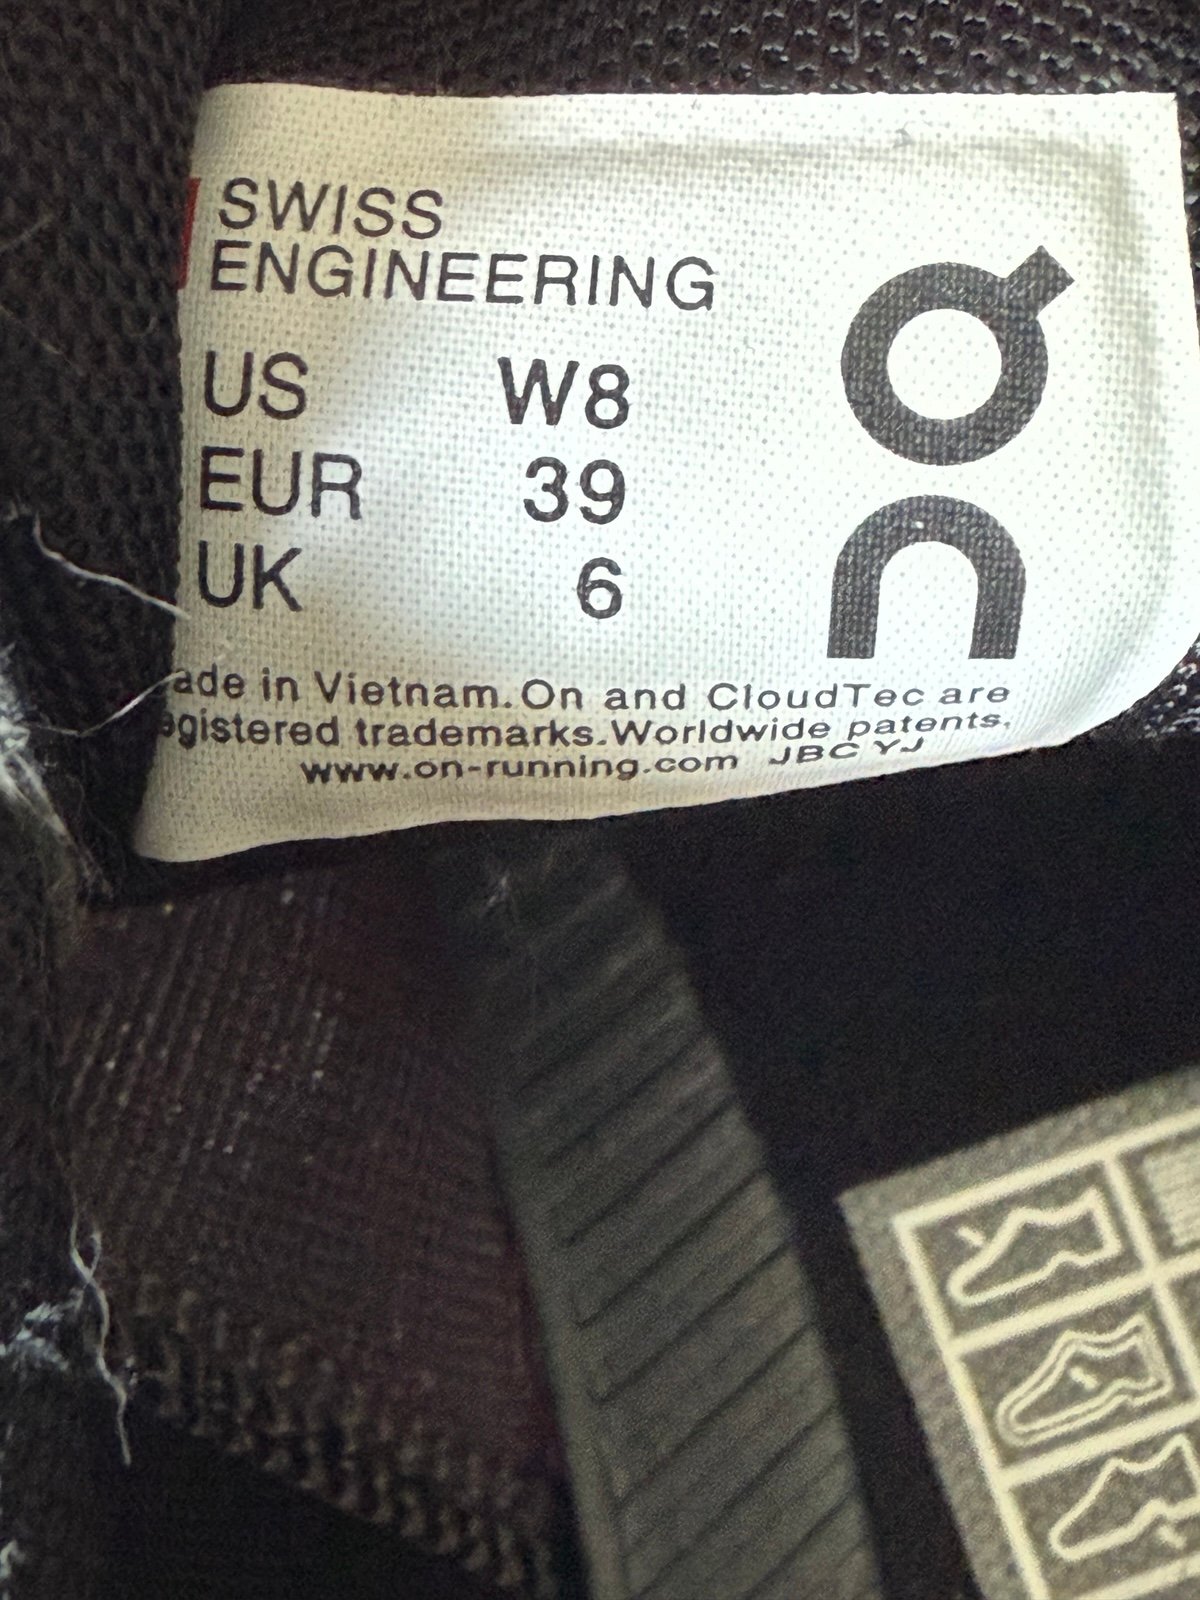 SWISS
ENGINEERING
US W8
EUR 39
UK 6
ade in Vietnam. On and CloudTec are
egistered trademarks. Worldwide patents.
www.on-running.com JBC YJ
On